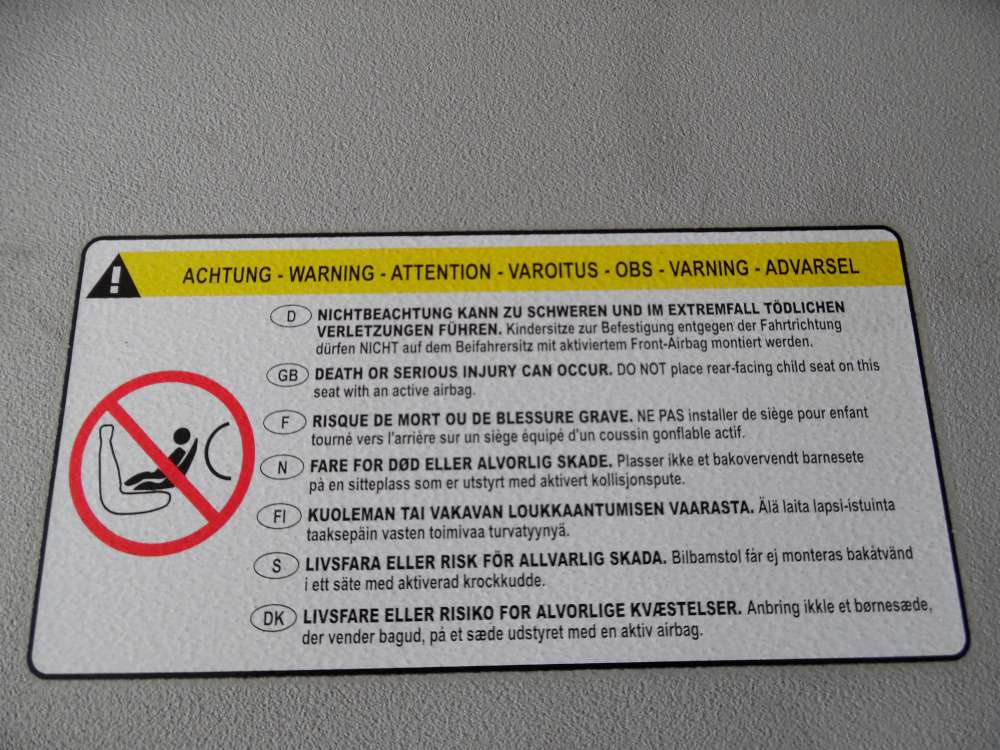 ACHTUNG - WARNING - ATTENTION - VAROITUS - OBS - VARNING - ADVARSEL
D NICHTBEACHTUNG KANN ZU SCHWEREN UND IM EXTREMFALL TÖDLICHEN
VERLETZUNGEN FÜHREN. Kindersitze zur Befestigung entgegen der Fahrtrichtung
dürfen NICHT auf dem Beifahrersitz mit aktiviertem Front-Airbag montiert werden.
GB DEATH OR SERIOUS INJURY CAN OCCUR. DO NOT place rear-facing child seat on this
seat with an active airbag.
F RISQUE DE MORT OU DE BLESSURE GRAVE. NE PAS installer de siège pour enfant
tourné vers l'arrière sur un siège équipé d'un coussin gonflable actif.
N FARE FOR DØD ELLER ALVORLIG SKADE. Plasser ikke et bakovervendt barnesete
på en sitteplass som er utstyrt med aktivert kollisjonspute.
FI KUOLEMAN TAI VAKAVAN LOUKKAANTUMISEN VAARASTA. Älä laita lapsi-istuinta
taaksepäin vasten toimivaa turvatyynyä.
S LIVSFARA ELLER RISK FÖR ALLVARLIG SKADA. Bilbarnstol får ej monteras bakåtvänd
i ett säte med aktiverad krockkudde.
DK LIVSFARE ELLER RISIKO FOR ALVORLIGE KVÆSTELSER. Anbring ikkle et børnesæde,
der vender bagud, på et sæde udstyret med en aktiv airbag.